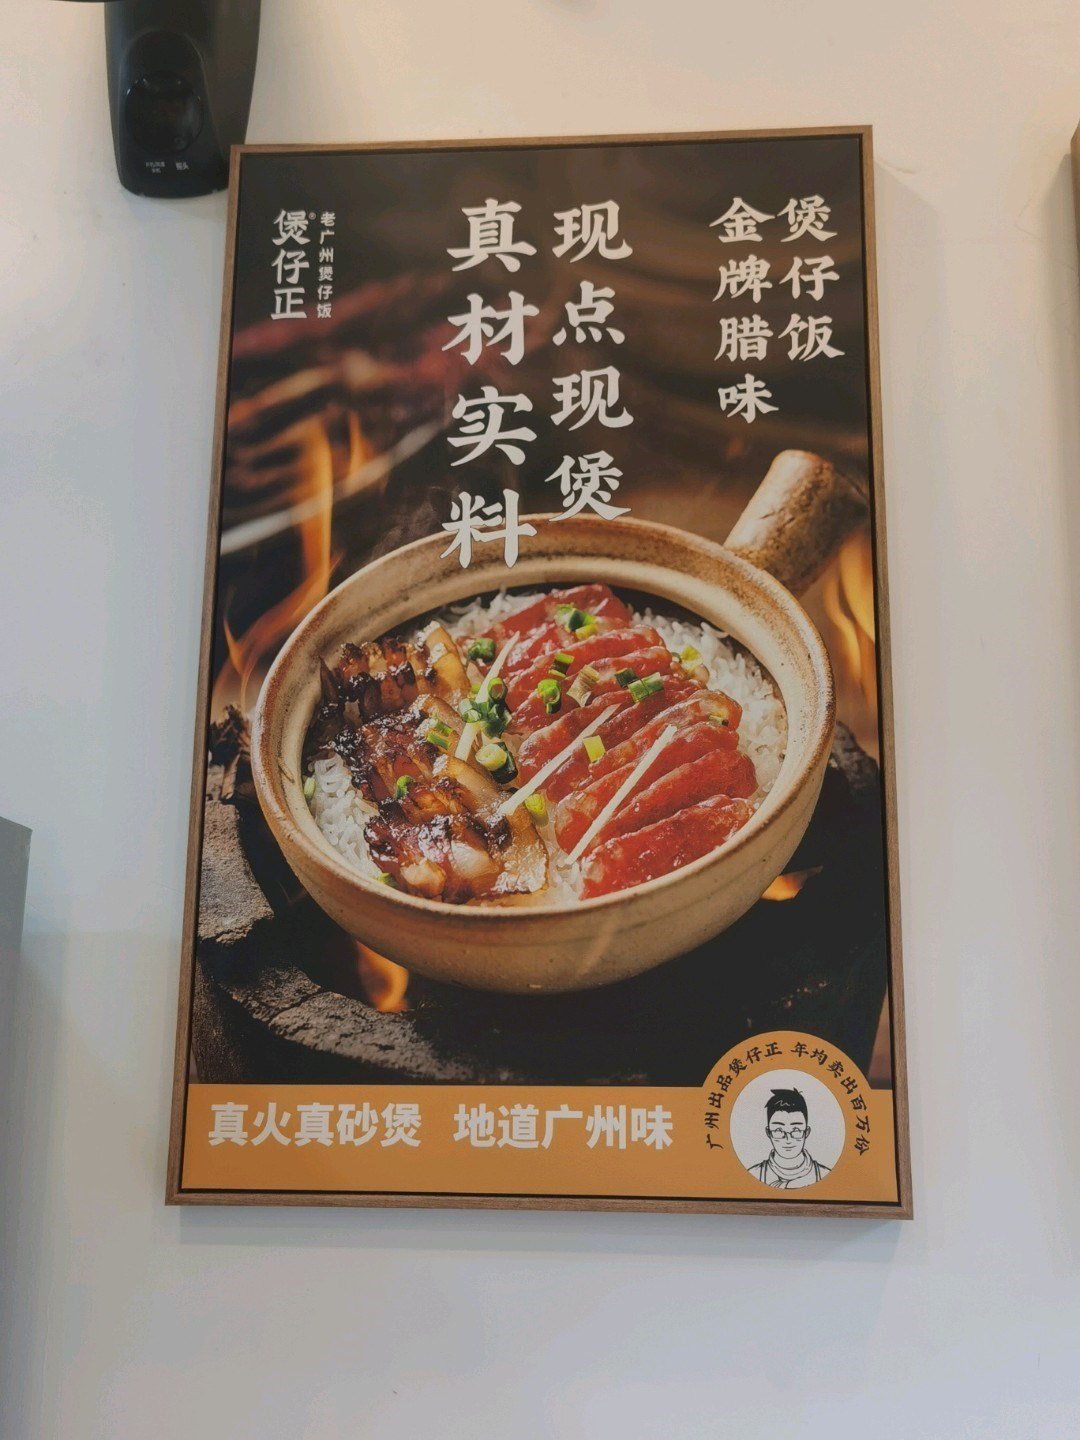 煲仔正®
老广州煲仔饭
现点现煲
真材实料
煲仔饭
金牌腊味
真火真砂煲 地道广州味
广州出品煲仔正 年均卖出百万份